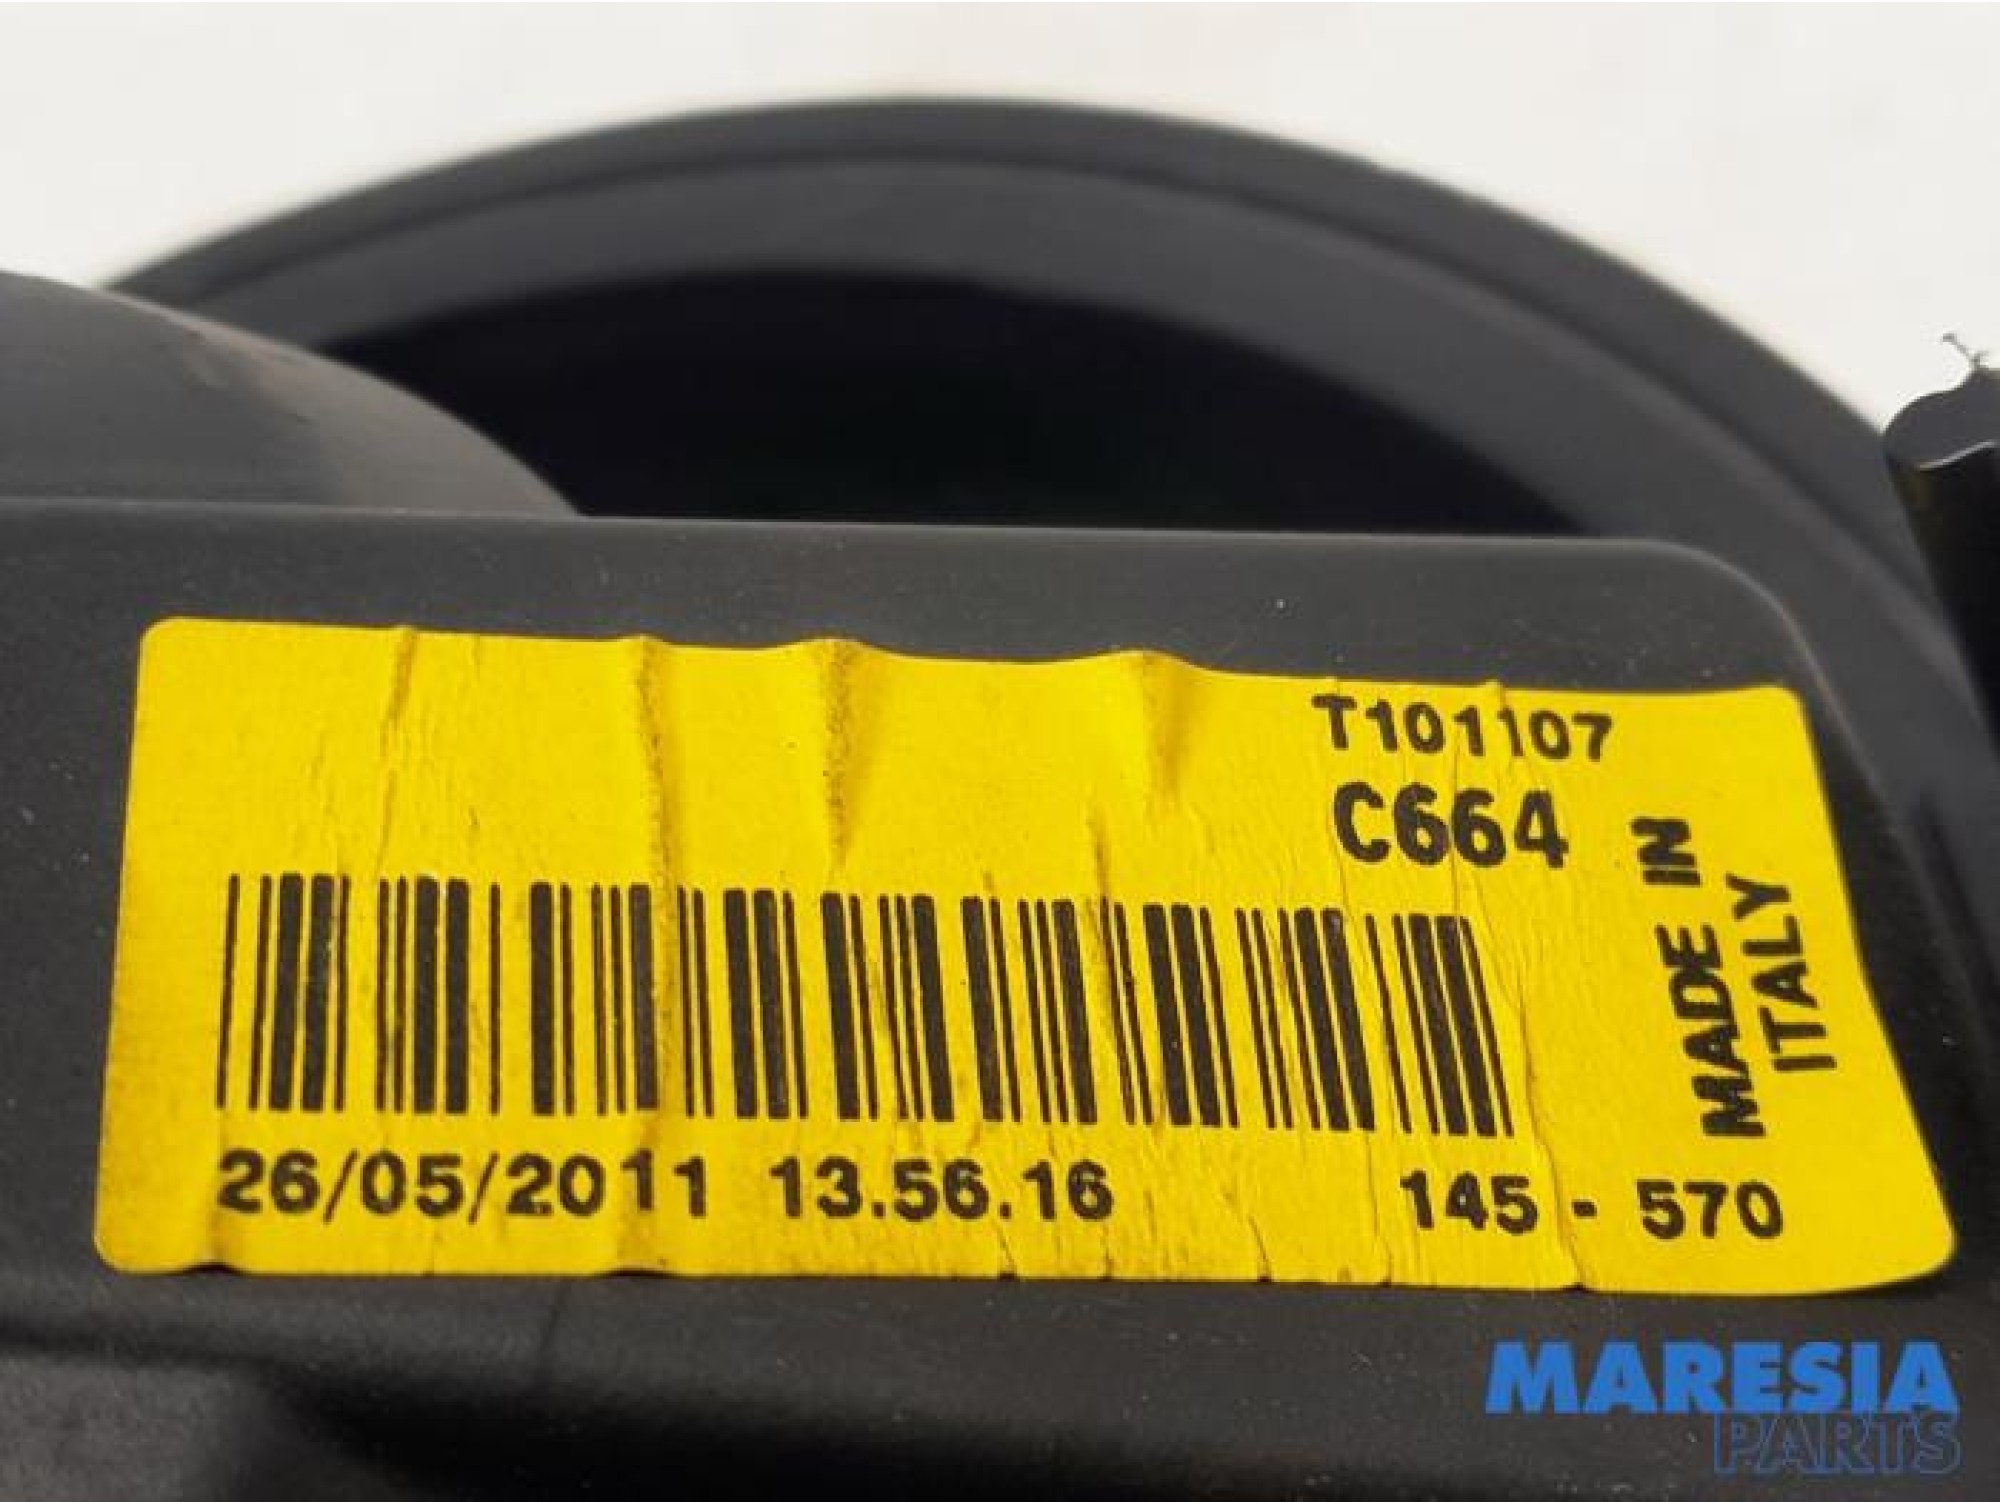 T101107
C664
MADE IN
ITALY
26/05/2011 13.56.16
145 - 570
MARESIA
PARTS